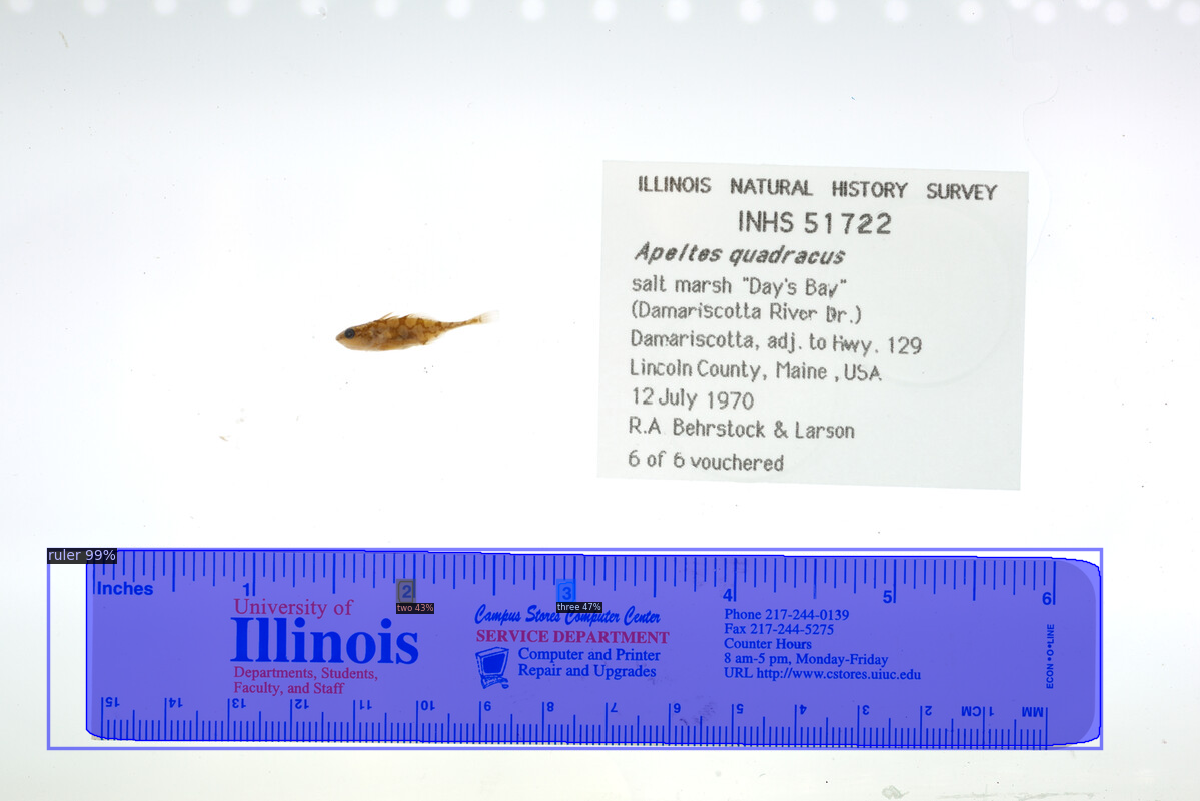 ILLINOIS NATURAL HISTORY SURVEY
INHS 51722
Apeltes quadracus
salt marsh "Day's Bay"
(Damariscotta River Dr.)
Damariscotta, adj. to Hwy. 129
Lincoln County, Maine, USA
12 July 1970
R.A. Behrstock & Larson
6 of 6 vouchered
ruler 99%
Inches 1 2 3 4 5 6
two 43%
three 47%
University of
Illinois
Departments, Students,
Faculty, and Staff
Campus Stores Computer Center
SERVICE DEPARTMENT
Computer and Printer
Repair and Upgrades
Phone 217-244-0139
Fax 217-244-5275
Counter Hours
8 am-5 pm, Monday-Friday
URL http://www.cstores.uiuc.edu
ECON•O•LINE
15 14 13 12 11 10 9 8 7 6 5 4 3 2 1CM MM